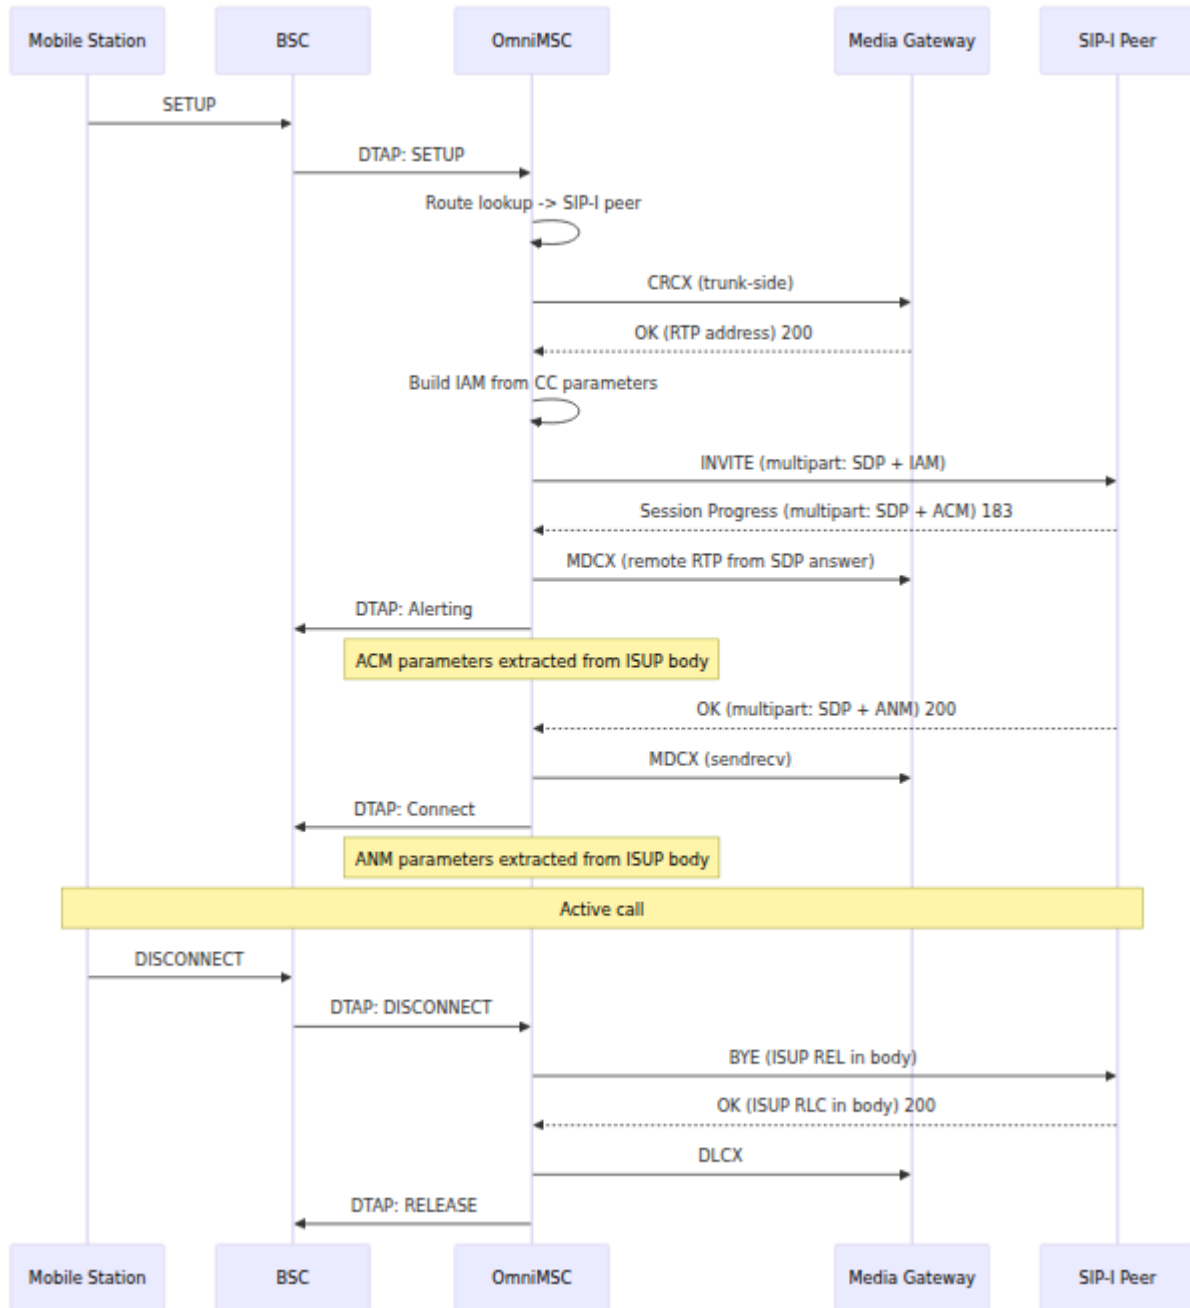 Mobile Station
BSC
OmniMSC
Media Gateway
SIP-I Peer
SETUP
DTAP: SETUP
Route lookup -> SIP-I peer
CRCX (trunk-side)
OK (RTP address) 200
Build IAM from CC parameters
INVITE (multipart: SDP + IAM)
Session Progress (multipart: SDP + ACM) 183
MDCX (remote RTP from SDP answer)
DTAP: Alerting
ACM parameters extracted from ISUP body
OK (multipart: SDP + ANM) 200
MDCX (sendrecv)
DTAP: Connect
ANM parameters extracted from ISUP body
Active call
DISCONNECT
DTAP: DISCONNECT
BYE (ISUP REL in body)
OK (ISUP RLC in body) 200
DLCX
DTAP: RELEASE
Mobile Station
BSC
OmniMSC
Media Gateway
SIP-I Peer